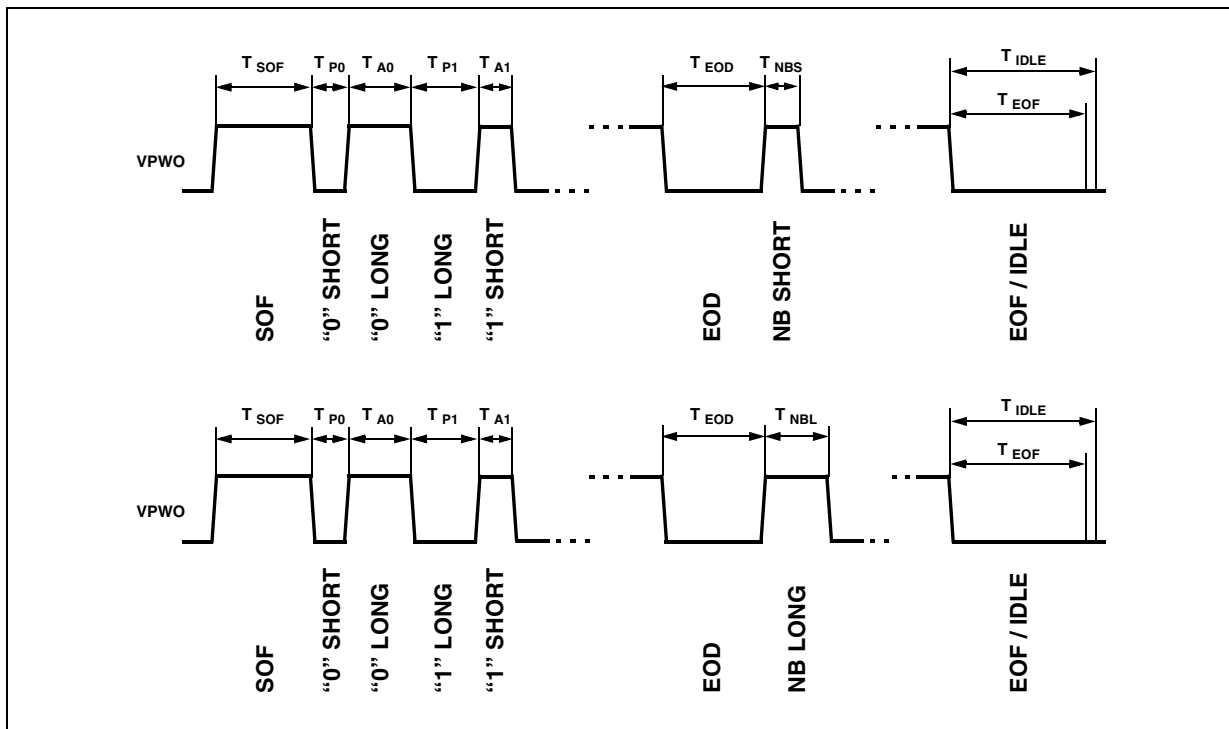 T SOF T P0 T A0 T P1 T A1 T EOD T NBS T IDLE
T EOF
VPWO
SOF
“0” SHORT
“0” LONG
“1” LONG
“1” SHORT
EOD
NB SHORT
EOF / IDLE
T SOF T P0 T A0 T P1 T A1 T EOD T NBL T IDLE
T EOF
VPWO
SOF
“0” SHORT
“0” LONG
“1” LONG
“1” SHORT
EOD
NB LONG
EOF / IDLE